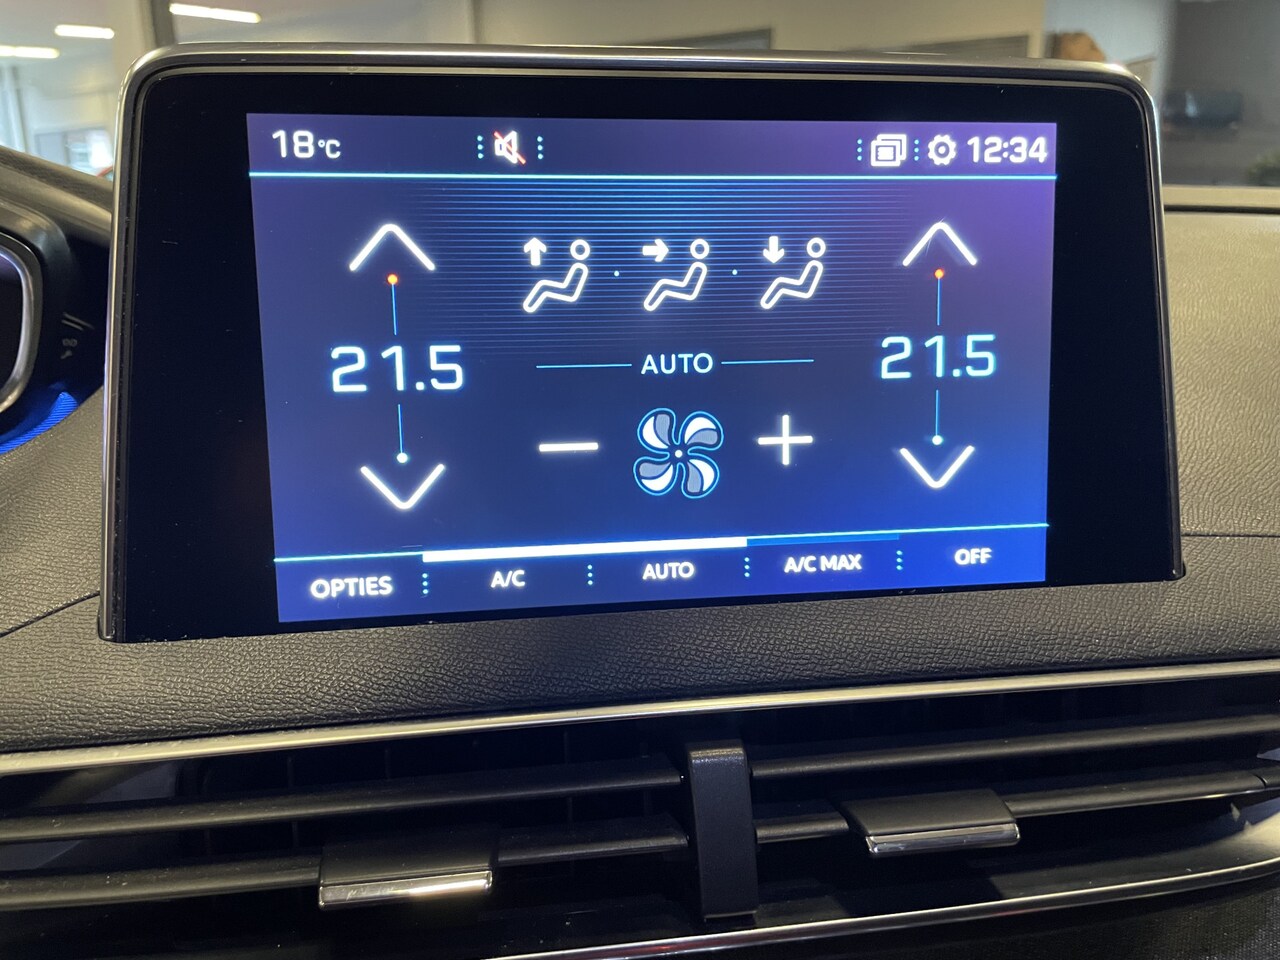 18°C
12:34
21.5
21.5
AUTO
OPTIES
A/C
AUTO
A/C MAX
OFF